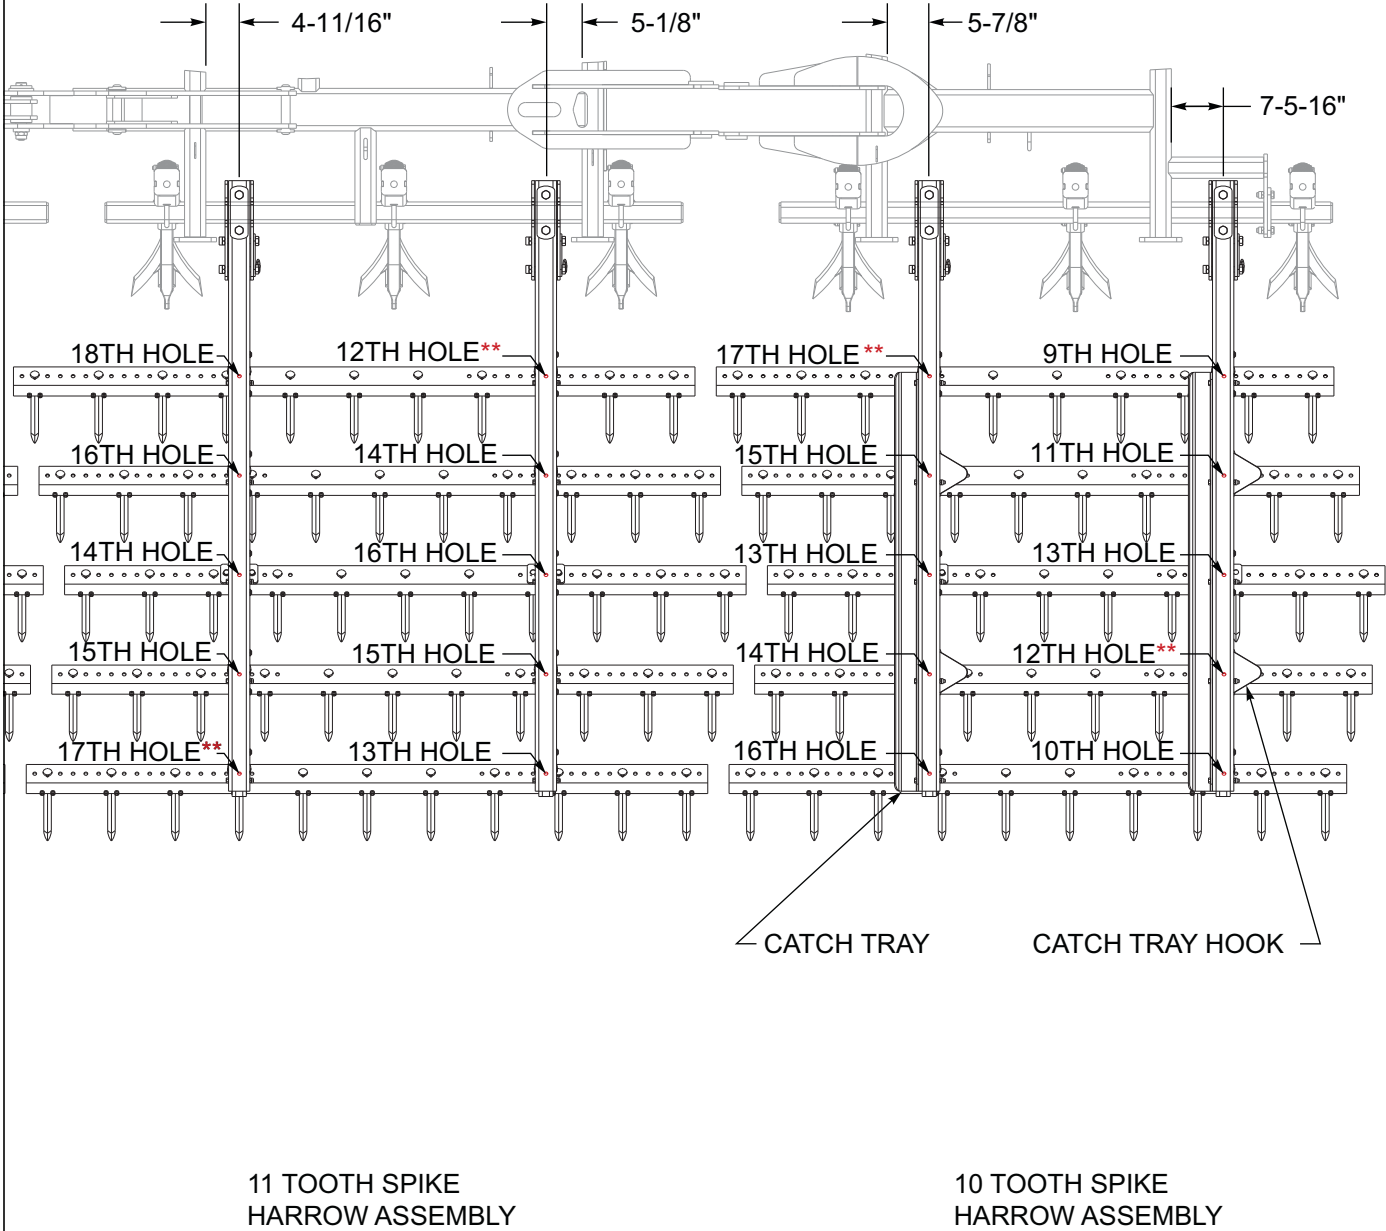 4-11/16" 5-1/8" 5-7/8"
7-5-16"
18TH HOLE 12TH HOLE** 17TH HOLE** 9TH HOLE
16TH HOLE 14TH HOLE 15TH HOLE 11TH HOLE
14TH HOLE 16TH HOLE 13TH HOLE 13TH HOLE
15TH HOLE 15TH HOLE 14TH HOLE 12TH HOLE**
17TH HOLE** 13TH HOLE 16TH HOLE 10TH HOLE
CATCH TRAY CATCH TRAY HOOK
11 TOOTH SPIKE
HARROW ASSEMBLY
10 TOOTH SPIKE
HARROW ASSEMBLY